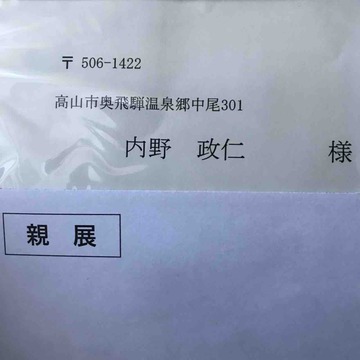 〒 506-1422
高山市奥飛騨温泉郷中尾301
内野 政仁 様
親 展